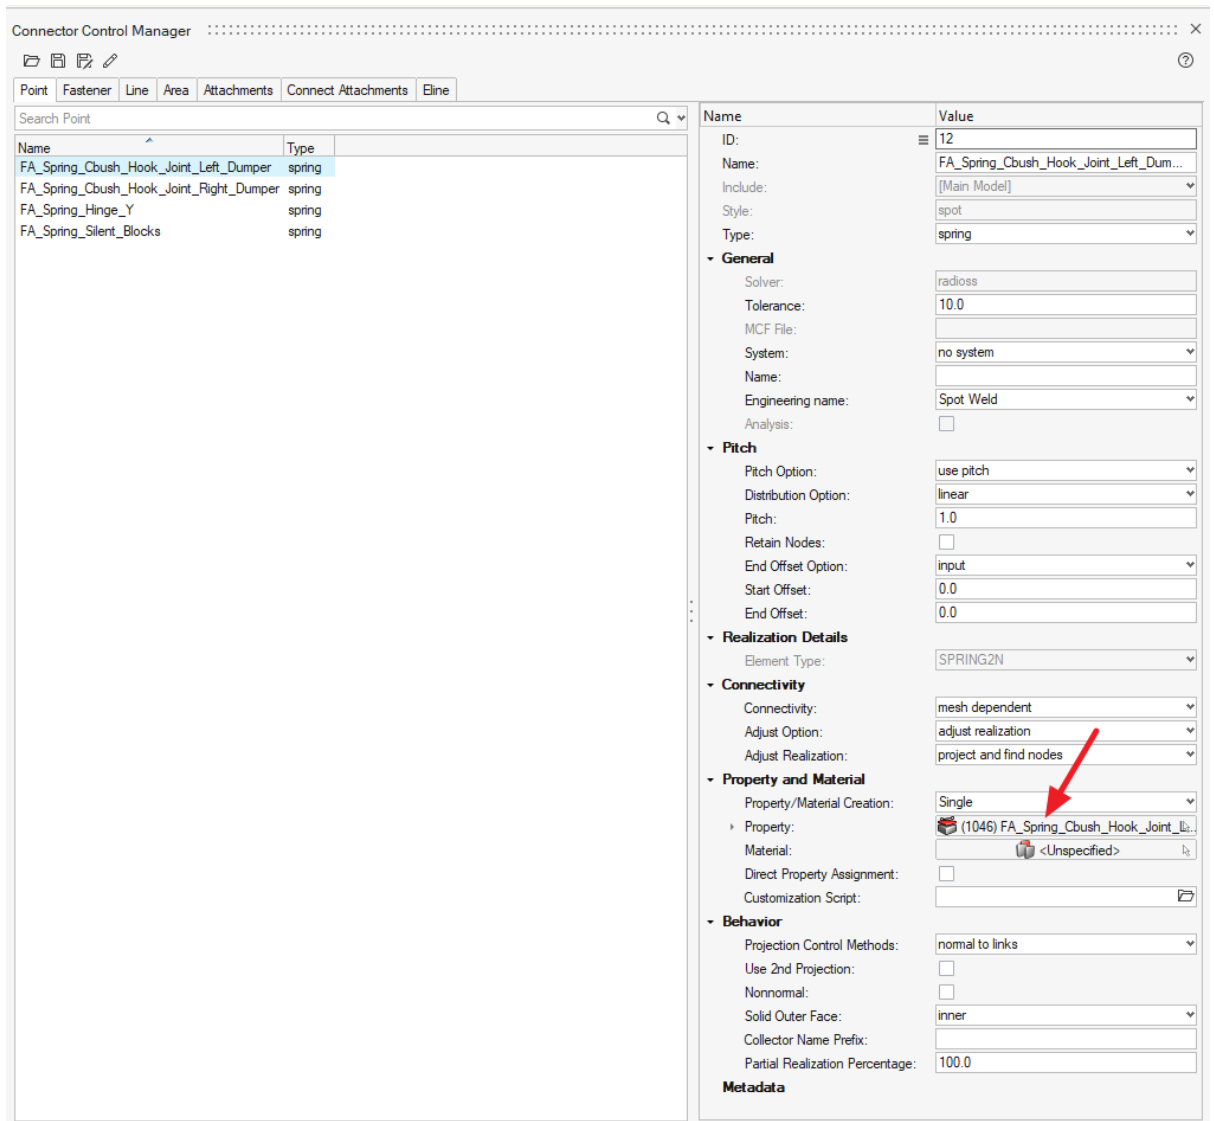 Connector Control Manager
Point Fastener Line Area Attachments Connect Attachments Eline
Search Point
Name Type
FA_Spring_Cbush_Hook_Joint_Left_Dumper spring
FA_Spring_Cbush_Hook_Joint_Right_Dumper spring
FA_Spring_Hinge_Y spring
FA_Spring_Silent_Blocks spring
Name Value
ID: 12
Name: FA_Spring_Cbush_Hook_Joint_Left_Dum...
Include: [Main Model]
Style: spot
Type: spring
General
Solver: radioss
Tolerance: 10.0
MCF File:
System: no system
Name:
Engineering name: Spot Weld
Analysis:
Pitch
Pitch Option: use pitch
Distribution Option: linear
Pitch: 1.0
Retain Nodes:
End Offset Option: input
Start Offset: 0.0
End Offset: 0.0
Realization Details
Element Type: SPRING2N
Connectivity
Connectivity: mesh dependent
Adjust Option: adjust realization
Adjust Realization: project and find nodes
Property and Material
Property/Material Creation: Single
Property: (1046) FA_Spring_Cbush_Hook_Joint_L...
Material: <Unspecified>
Direct Property Assignment:
Customization Script:
Behavior
Projection Control Methods: normal to links
Use 2nd Projection:
Nonnormal:
Solid Outer Face: inner
Collector Name Prefix:
Partial Realization Percentage: 100.0
Metadata